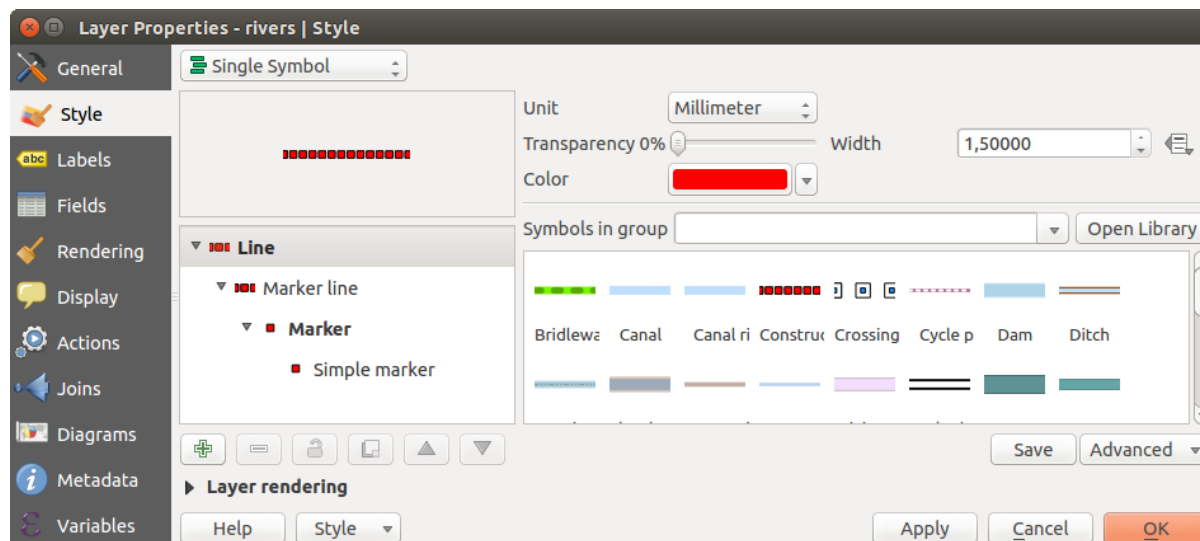 Layer Properties - rivers | Style
General
Style
abc Labels
Fields
Rendering
Display
Actions
Joins
Diagrams
Metadata
Variables
Single Symbol
Unit
Millimeter
Transparency 0%
Width
1,50000
Color
Symbols in group
Open Library
Line
Marker line
Marker
Simple marker
Bridlewa
Canal
Canal ri
Construc
Crossing
Cycle p
Dam
Ditch
Save
Advanced
Layer rendering
Help
Style
Apply
Cancel
OK